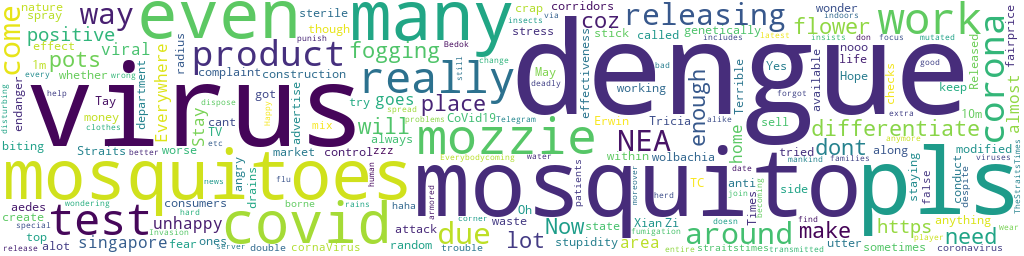 come spray nature way even many releasing wonder indoor work
positive sterile though crap corridors flower
effect product fogging coz stick called genetically insists don focus mutated
pots viral radius punish insects via stress includes latest
1m whether complaint construction really dengue corona
disturbing every department Everywhere got May Bedok still change Yes nooo life available fairprice
endanger help Tay advertise try goes place enough working bad Terrible good Released
virus wrong TV mix effectiveness deadly Hope checks extra
biting money clothes dispose stay cant spread will CoVid19 Telegram Erwin Tricia home forgot keep almost
Straits better etc market control always problems mozzie NEA sell differentiate
worse happy zzz within wolbachia tried 10m modified
mosquitoes mosquito pls
aedes borne flu news human Everybodycoming water date mankind families viruses TheStraitsTimes
wondering consumers angry drains armored patients moreover herd TC anti side dont along staying false conduct despite
create hard test covid due Now state Times around need
special rains unhappy haha attack lot waste Xian Zi area make https anything
top alot singapore fear ones random corner Oh stupidity find sometimes straitstimes player wear
release Invasion cornaVirus server double trouble fumigation utter entire transmitted doesn becoming coronavirus anymore